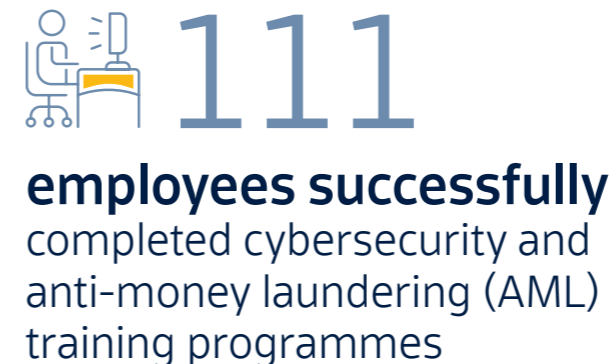 111
employees successfully
completed cybersecurity and
anti-money laundering (AML)
training programmes